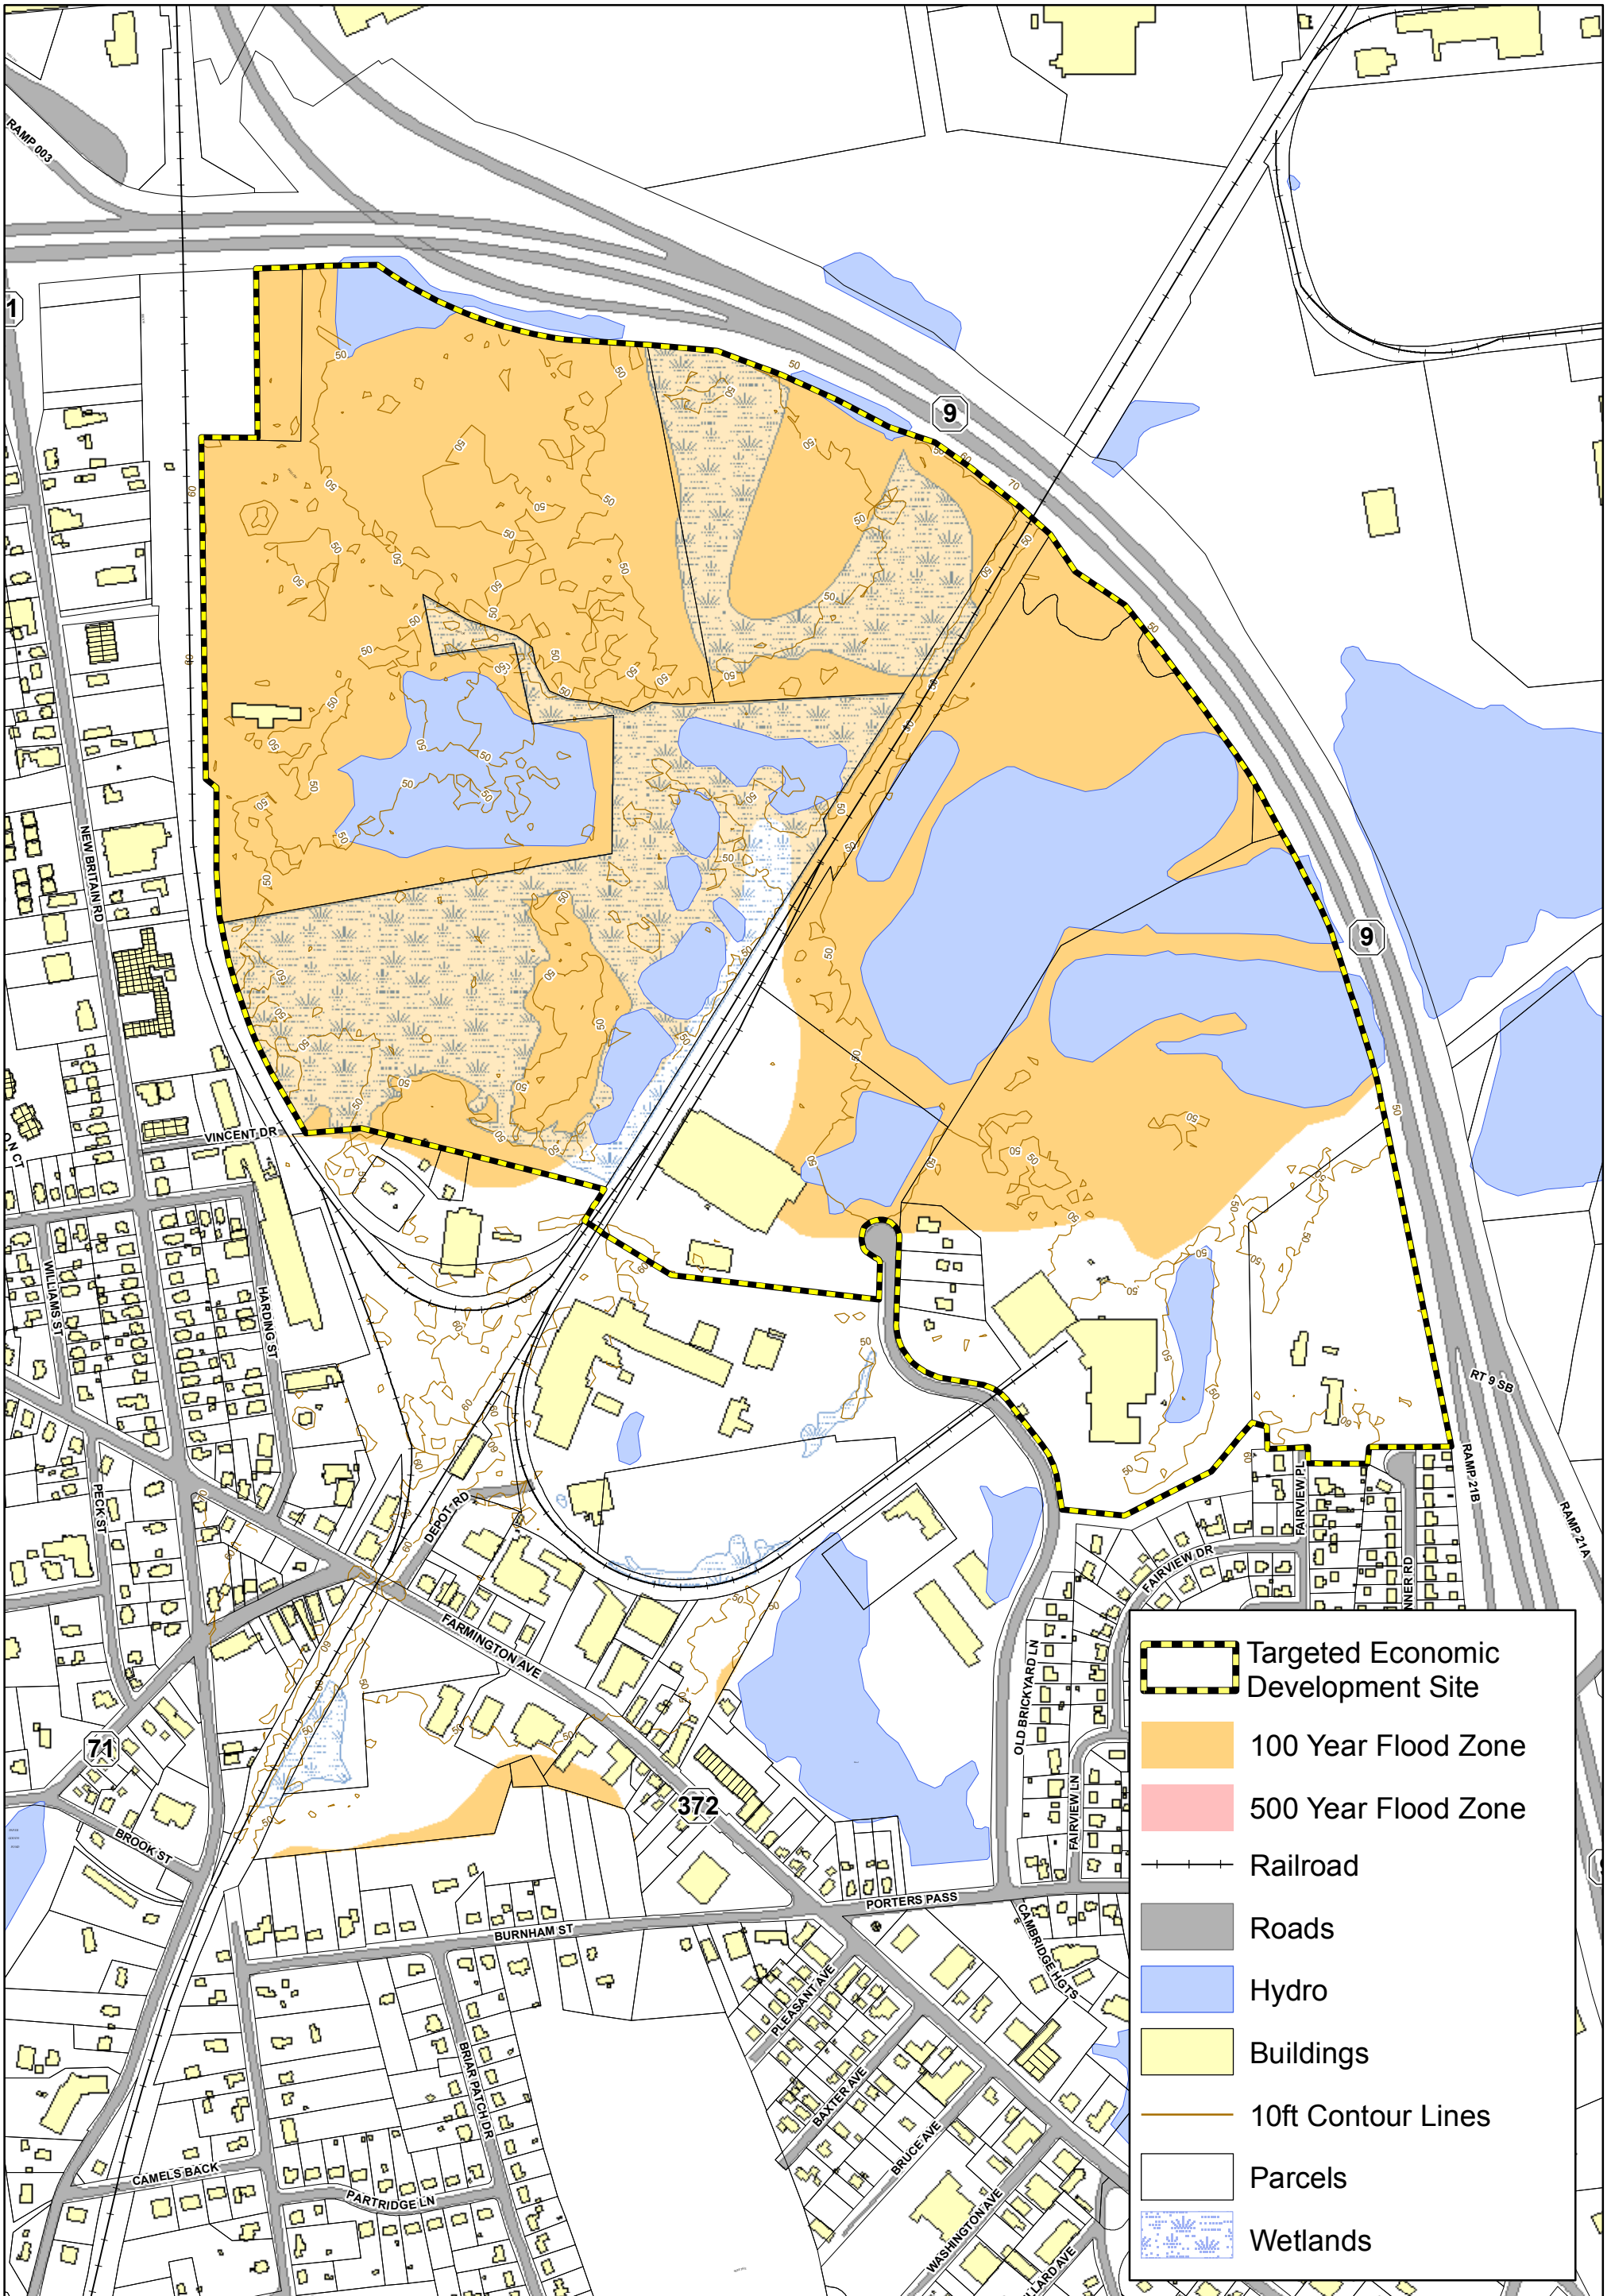 RAMP 003
1
9
9
NEW BRITAIN RD
VINCENT DR
WILLIAMS ST
HARDING ST
PECK ST
DEPOT RD
FARMINGTON AVE
RT 9 SB
RAMP 21B
RAMP 21A
FAIRVIEW PL
FAIRVIEW DR
OLD BRICKYARD LN
FAIRVIEW LN
71
372
BROOK ST
BURNHAM ST
PORTERS PASS
CAMBRIDGE HGTS
PLEASANT AVE
BAXTER AVE
BRUCE AVE
WASHINGTON AVE
BRIAR PATCH DR
CAMELS BACK
PARTRIDGE LN
Targeted Economic
Development Site
100 Year Flood Zone
500 Year Flood Zone
Railroad
Roads
Hydro
Buildings
10ft Contour Lines
Parcels
Wetlands